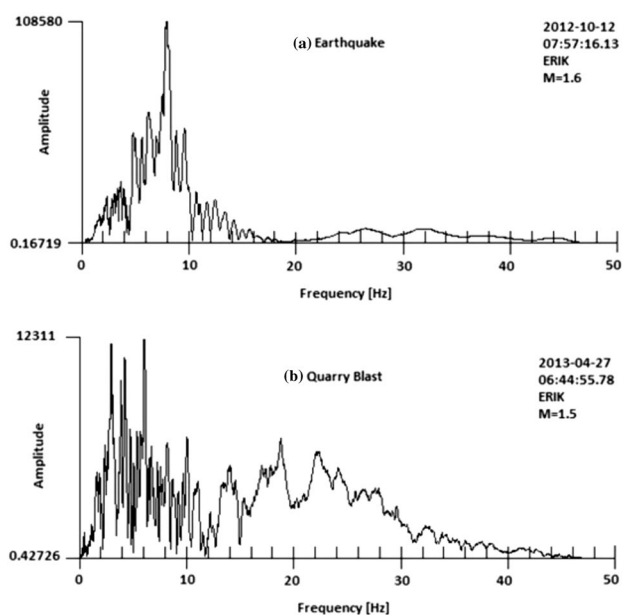 108580
(a) Earthquake
2012-10-12
07:57:16.13
ERIK
M=1.6
Amplitude
0.16719
0 10 20 30 40 50
Frequency [Hz]
12311
(b) Quarry Blast
2013-04-27
06:44:55.78
ERIK
M=1.5
Amplitude
0.42726
0 10 20 30 40 50
Frequency [Hz]